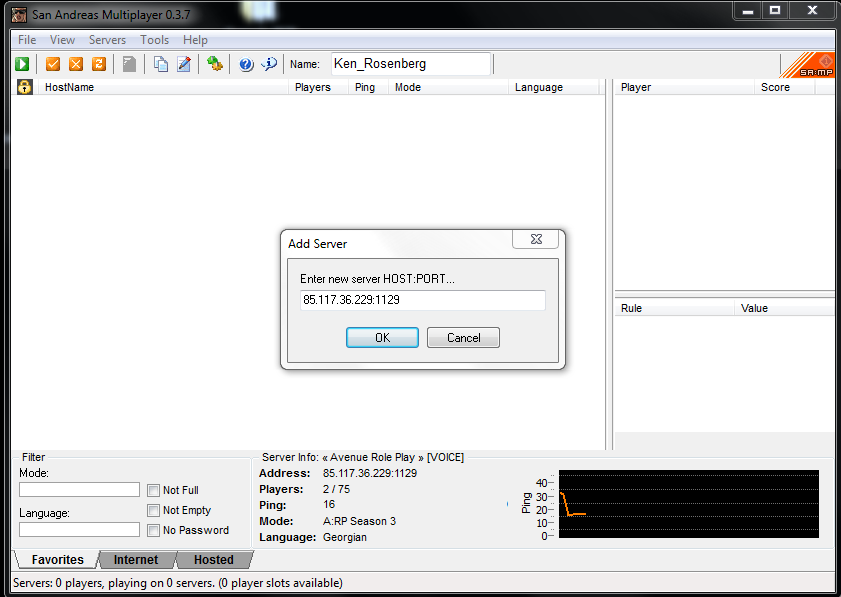 San Andreas Multiplayer 0.3.7
File View Servers Tools Help
Name: Ken_Rosenberg
SA:MP
HostName Players Ping Mode Language
Player Score
Add Server
Enter new server HOST:PORT...
85.117.36.229:1129
OK Cancel
Rule Value
Filter
Mode:
Not Full
Not Empty
Language:
No Password
Server Info: « Avenue Role Play » [VOICE]
Address: 85.117.36.229:1129
Players: 2 / 75
Ping: 16
Mode: A:RP Season 3
Language: Georgian
Ping
40
30
20
10
0
Favorites Internet Hosted
Servers: 0 players, playing on 0 servers. (0 player slots available)